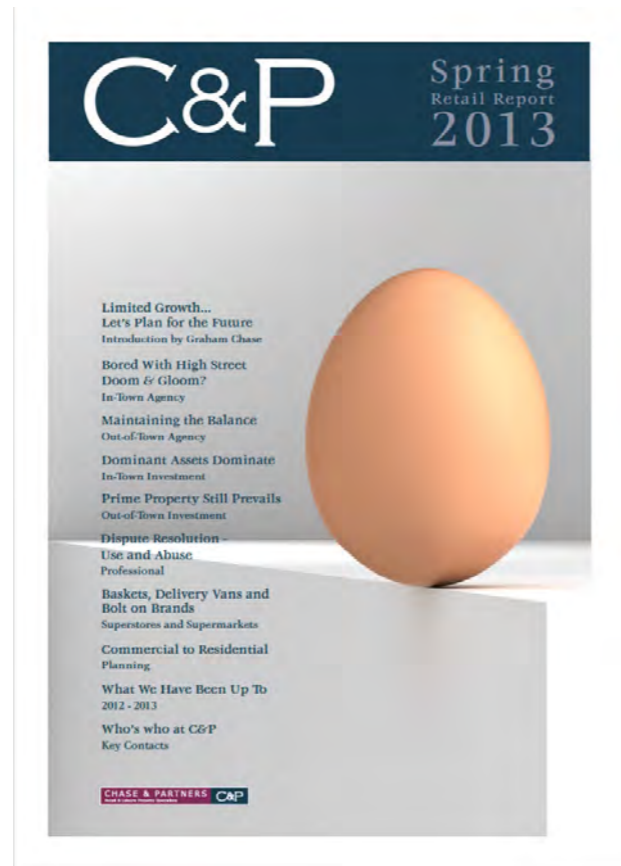 C&P
Spring
Retail Report
2013
Limited Growth...
Let's Plan for the Future
Introduction by Graham Chase
Bored With High Street
Doom & Gloom?
In-Town Agency
Maintaining the Balance
Out-of-Town Agency
Dominant Assets Dominate
In-Town Investment
Prime Property Still Prevails
Out-of-Town Investment
Dispute Resolution -
Use and Abuse
Professional
Baskets, Delivery Vans and
Bolt on Brands
Superstores and Supermarkets
Commercial to Residential
Planning
What We Have Been Up To
2012 - 2013
Who's who at C&P
Key Contacts
CHASE & PARTNERS C&P